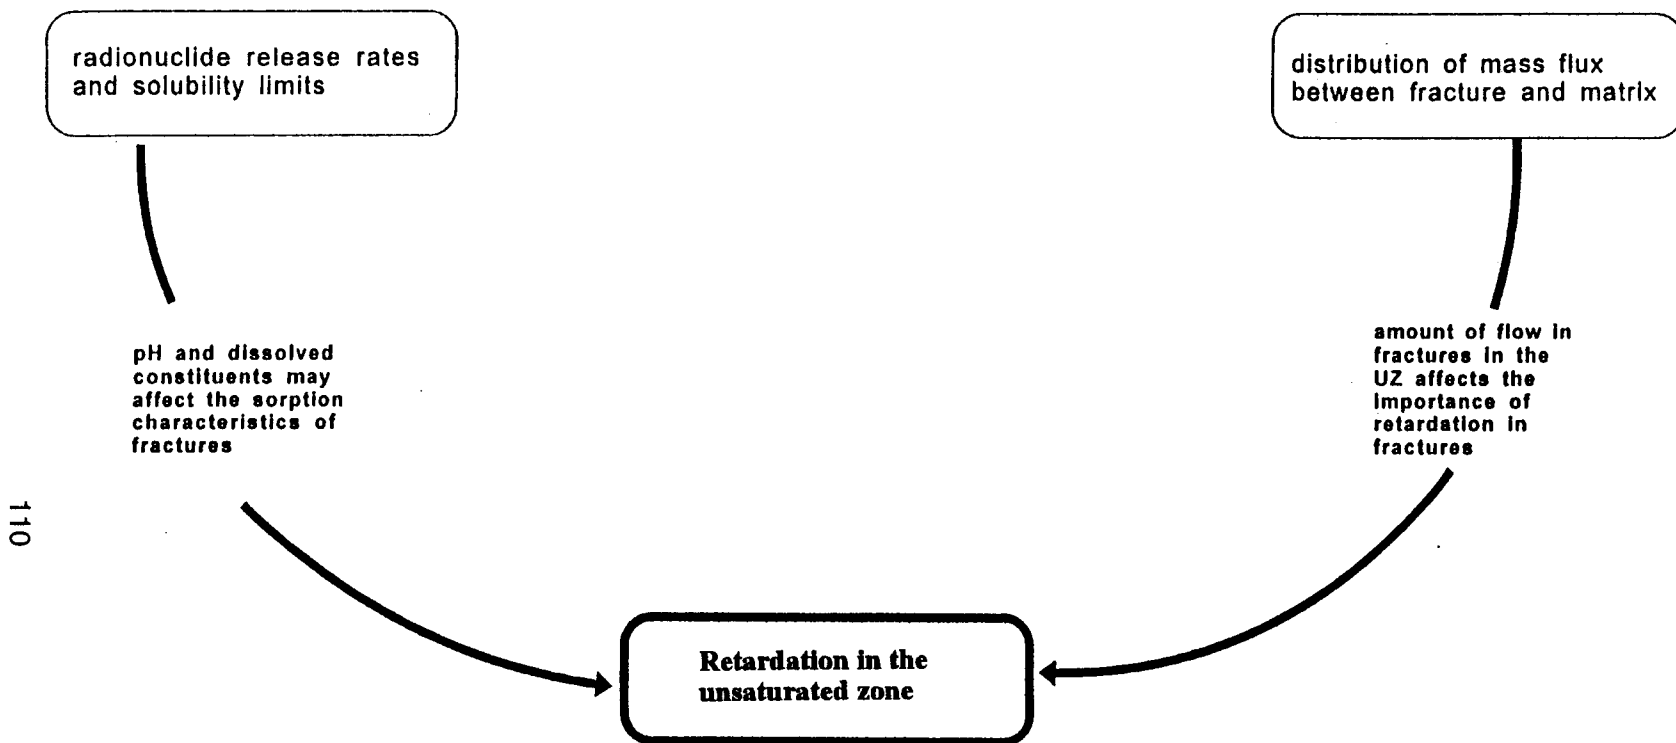 radionuclide release rates
and solubility limits
distribution of mass flux
between fracture and matrix
pH and dissolved
constituents may
affect the sorption
characteristics of
fractures
amount of flow in
fractures in the
UZ affects the
importance of
retardation in
fractures
110
Retardation in the
unsaturated zone